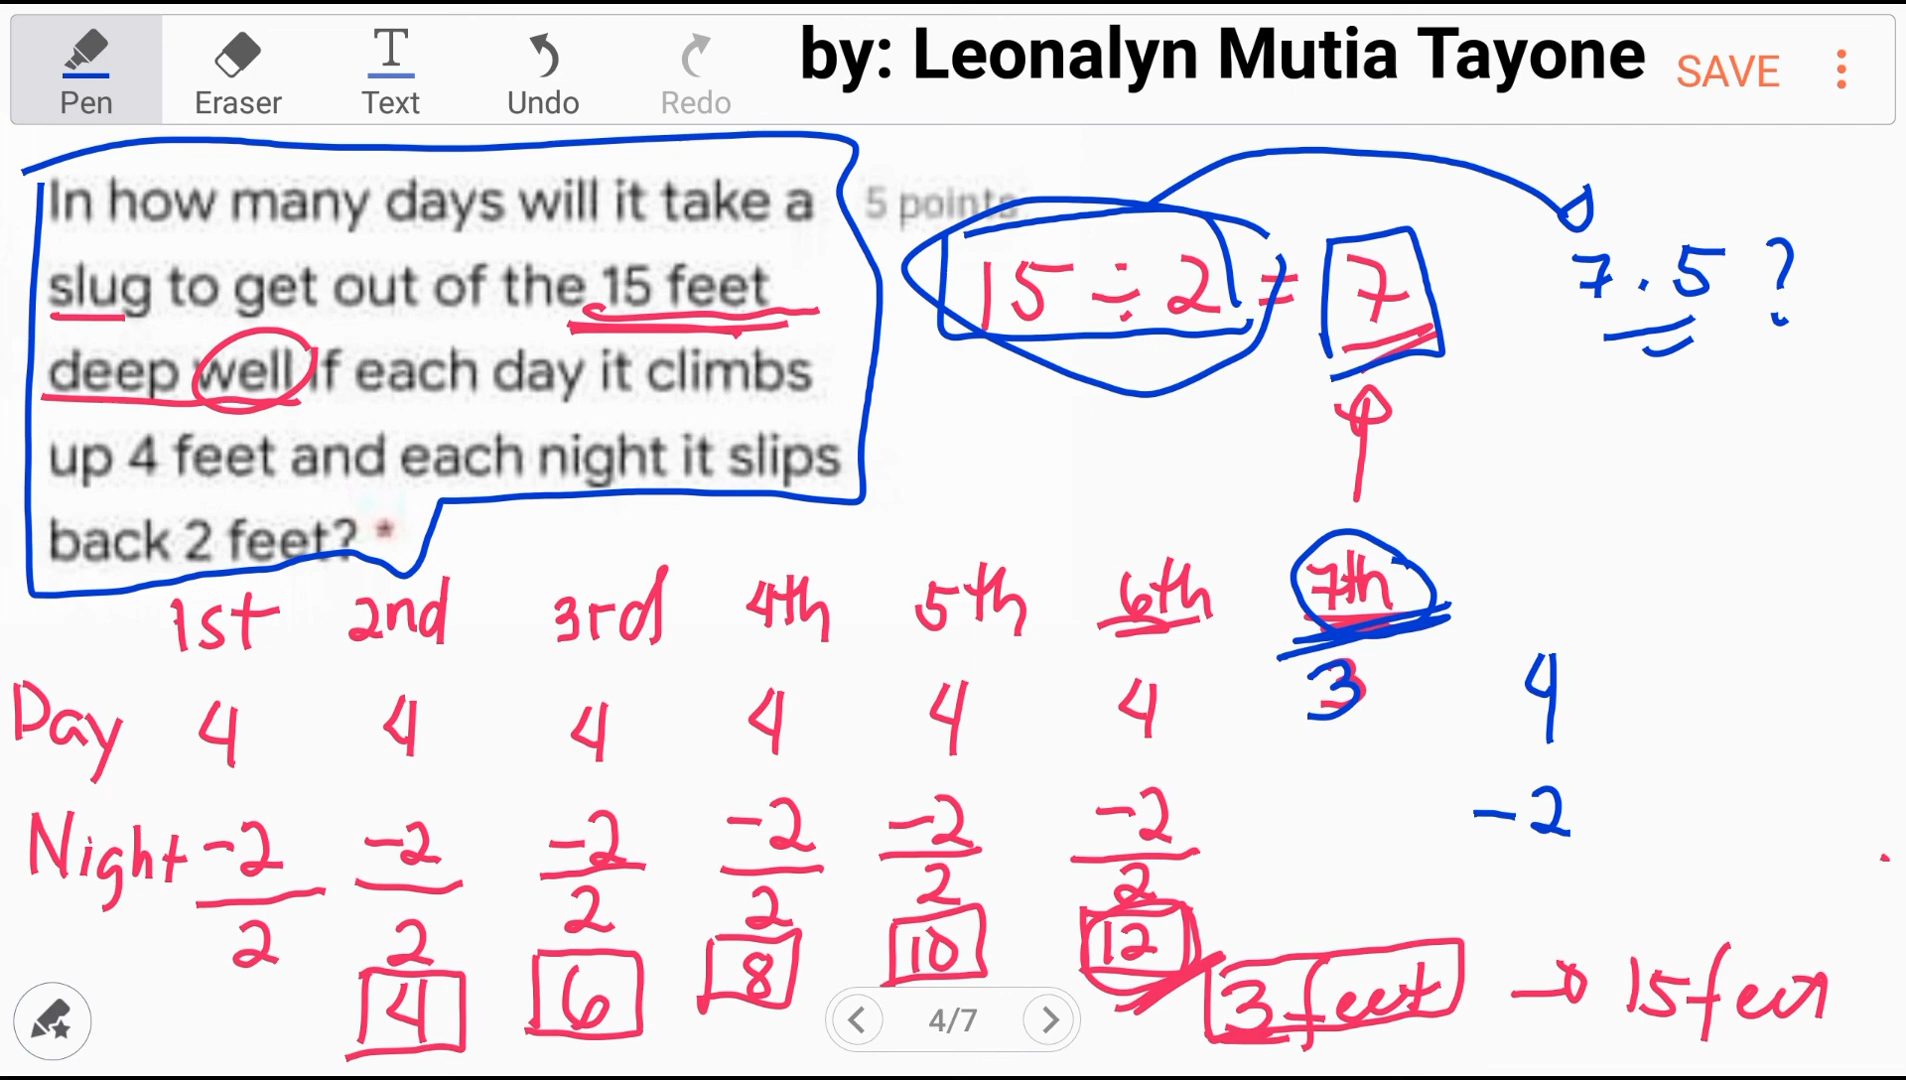 by: Leonalyn Mutia Tayone
SAVE
Pen
Eraser
Text
Undo
Redo
In how many days will it take a
5 points
slug to get out of the 15 feet
deep well if each day it climbs
up 4 feet and each night it slips
back 2 feet? *
15 ÷ 2 = 7
7.5 ?
1st 2nd 3rd 4th 5th 6th 7th
Day 4 4 4 4 4 4 3 4
Night -2 -2 -2 -2 -2 -2 -2
2 2 2 2 2 2
4 6 8 10 12
3 feet → 15 feet
4/7